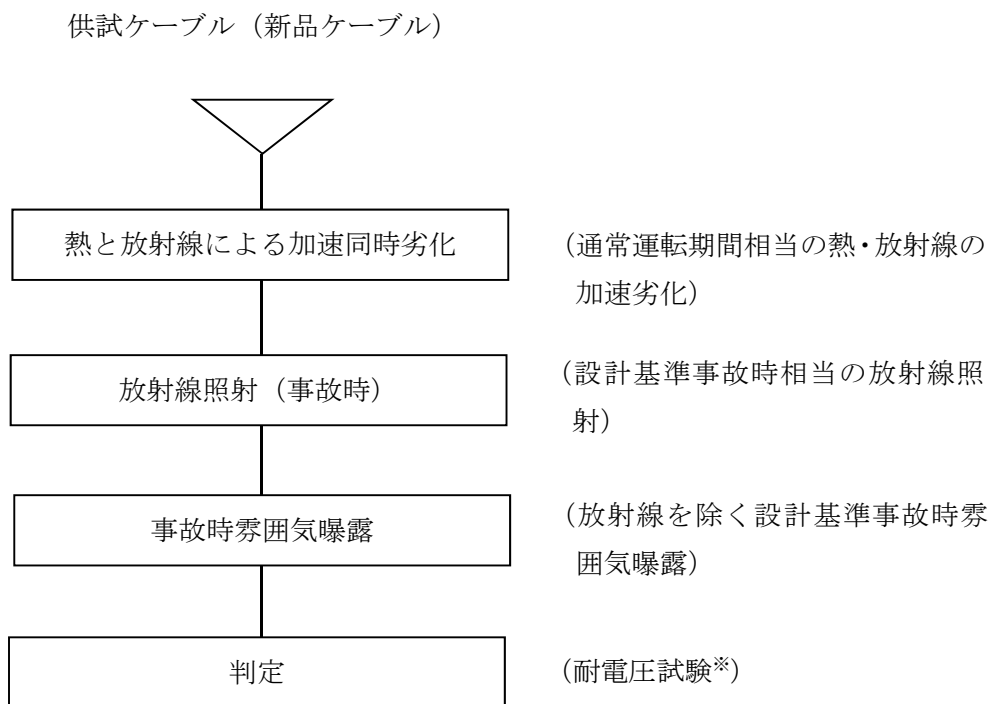 供試ケーブル（新品ケーブル）
熱と放射線による加速同時劣化
（通常運転期間相当の熱・放射線の
加速劣化）
放射線照射（事故時）
（設計基準事故時相当の放射線照
射）
事故時雰囲気曝露
（放射線を除く設計基準事故時雰
囲気曝露）
判定
（耐電圧試験※）